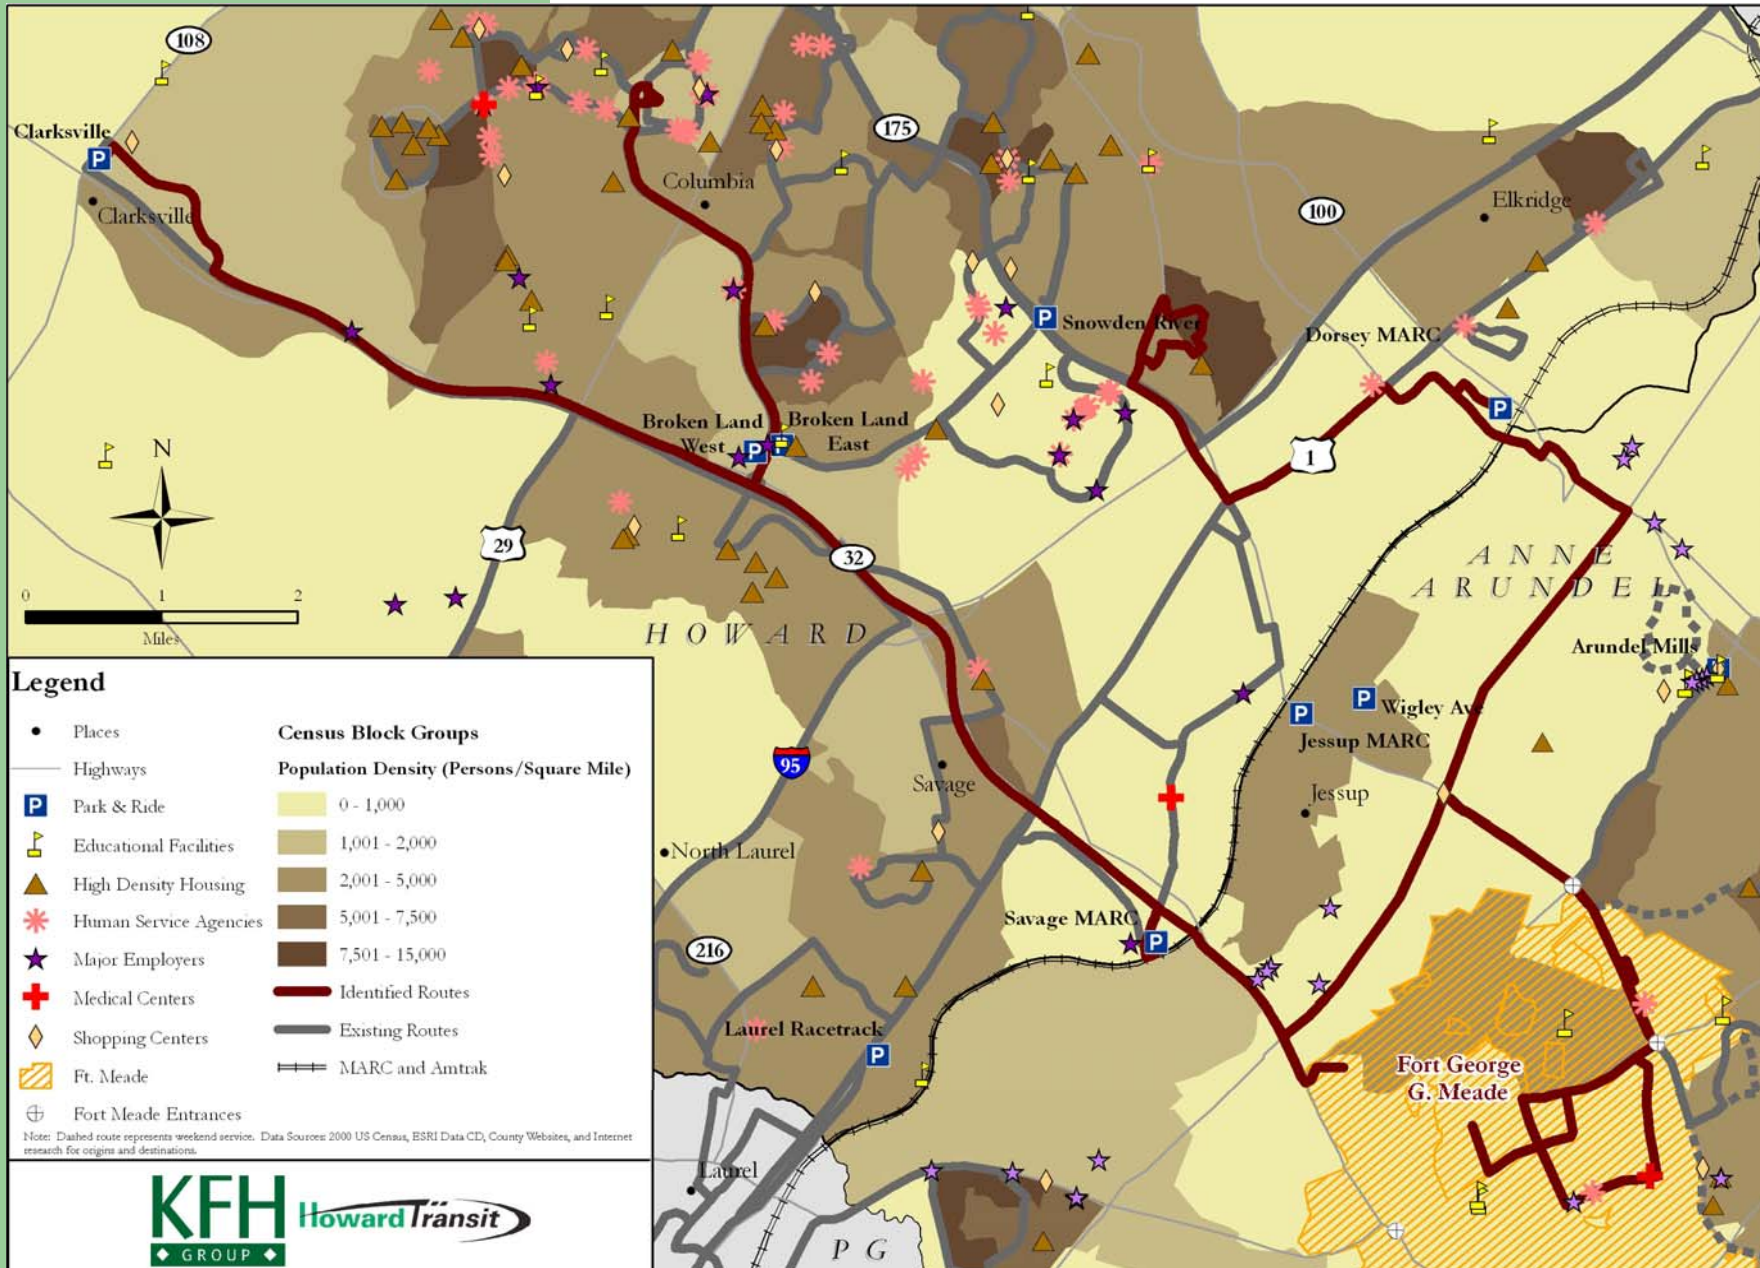 108
Clarksville
Clarksville
175
Columbia
100
Elkridge
Snowden River
Dorsey MARC
Broken Land
West
Broken Land
East
1
N
29
32
0 1 2
Miles
HOWARD
ANNE
ARUNDEL
Arundel Mills
Wigley Ave
Jessup MARC
Jessup
95
Savage
North Laurel
Savage MARC
216
Laurel Racetrack
Fort George
G. Meade
Laurel
PG
Legend
Places
Highways
Park & Ride
Educational Facilities
High Density Housing
Human Service Agencies
Major Employers
Medical Centers
Shopping Centers
Ft. Meade
Fort Meade Entrances
Census Block Groups
Population Density (Persons/Square Mile)
0 - 1,000
1,001 - 2,000
2,001 - 5,000
5,001 - 7,500
7,501 - 15,000
Identified Routes
Existing Routes
MARC and Amtrak
Note: Dashed route represents weekend service. Data Sources: 2000 US Census, ESRI Data CD, County Websites, and Internet
research for origins and destinations.
KFH
GROUP
Howard Transit